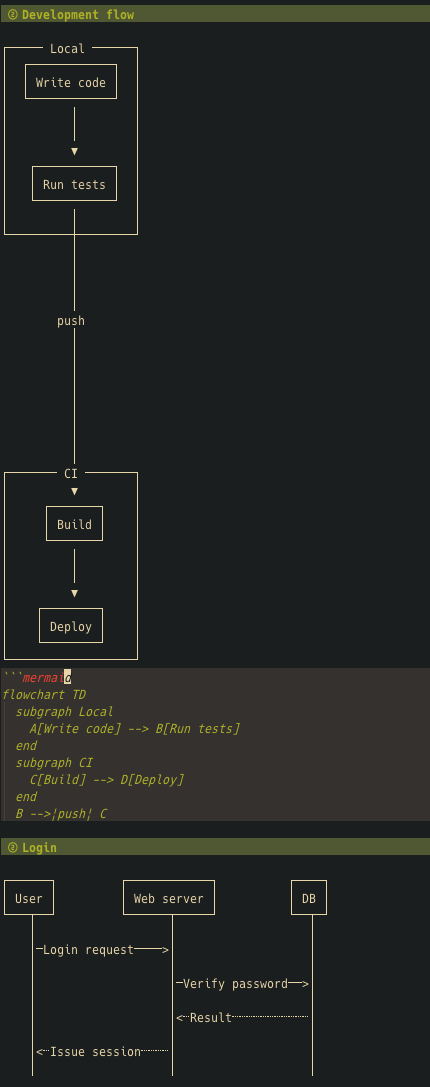 ② Development flow
Local
Write code
Run tests
push
CI
Build
Deploy
```mermaid
flowchart TD
subgraph Local
A[Write code] --> B[Run tests]
end
subgraph CI
C[Build] --> D[Deploy]
end
B -->¦push¦ C
② Login
User Web server DB
Login request
Verify password
Result
Issue session